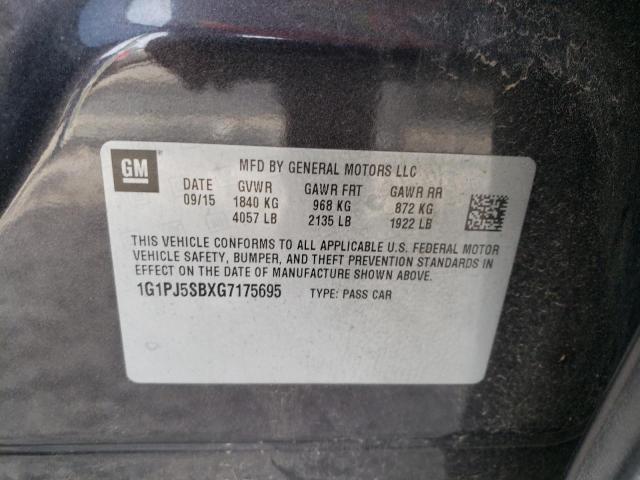 GM
MFD BY GENERAL MOTORS LLC
DATE GVWR GAWR FRT GAWR RR
09/15 1840 KG 968 KG 872 KG
4057 LB 2135 LB 1922 LB
THIS VEHICLE CONFORMS TO ALL APPLICABLE U.S. FEDERAL MOTOR
VEHICLE SAFETY, BUMPER, AND THEFT PREVENTION STANDARDS IN
EFFECT ON THE DATE OF MANUFACTURE SHOWN ABOVE.
1G1PJ5SBXG7175695 TYPE: PASS CAR